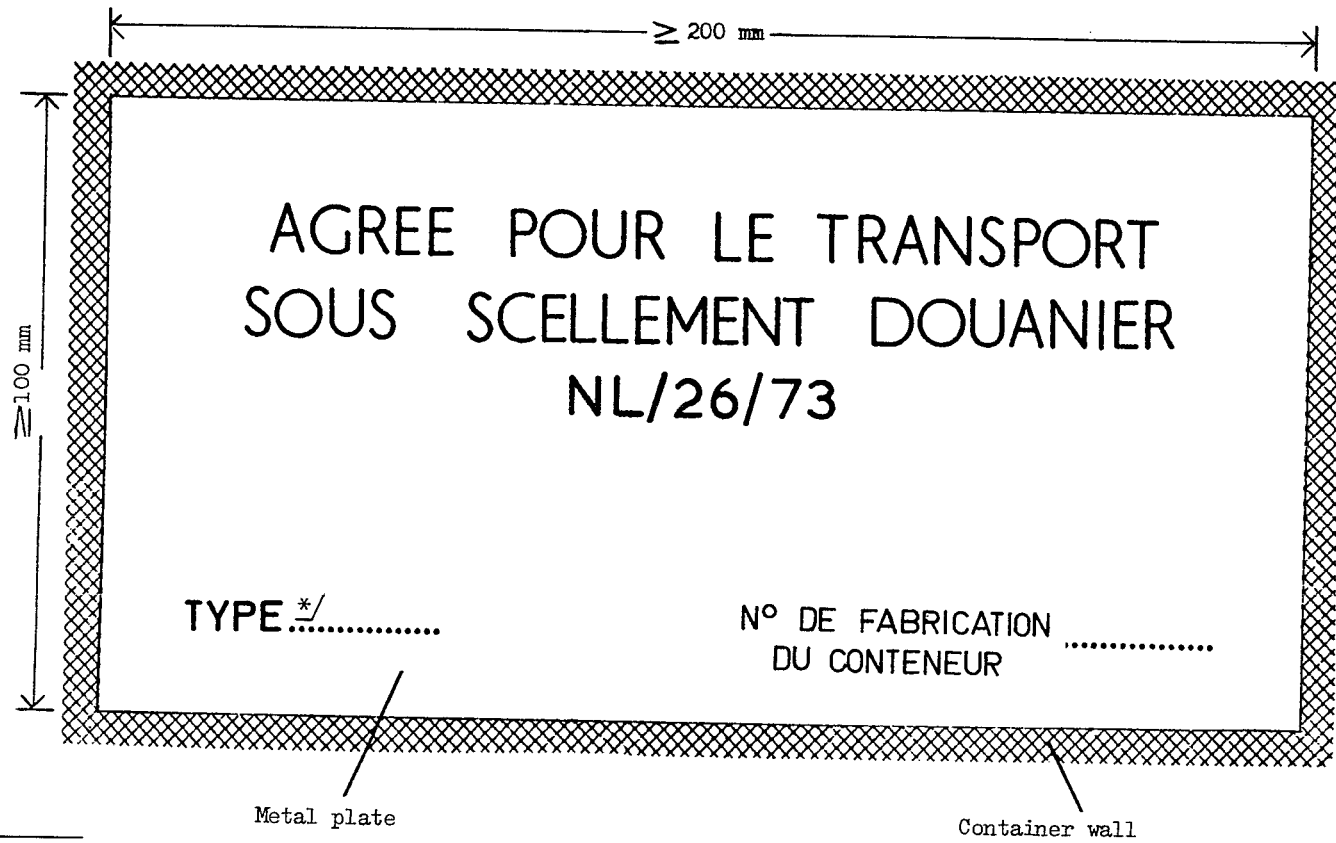 ≥ 200 mm
≥100 mm
AGREE POUR LE TRANSPORT
SOUS SCELLEMENT DOUANIER
NL/26/73
TYPE */...............
N° DE FABRICATION ...............
DU CONTENEUR
Metal plate
Container wall